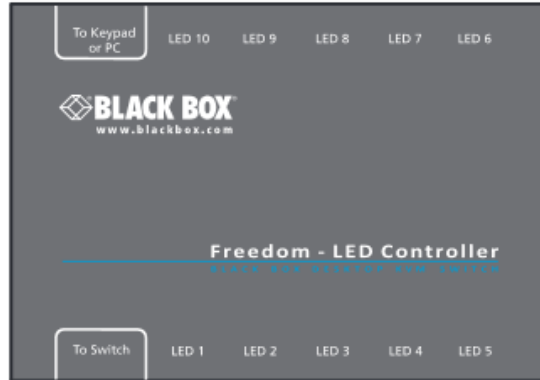 To Keypad
or PC
LED 10 LED 9 LED 8 LED 7 LED 6
BLACK BOX
www.blackbox.com
Freedom - LED Controller
To Switch
LED 1 LED 2 LED 3 LED 4 LED 5